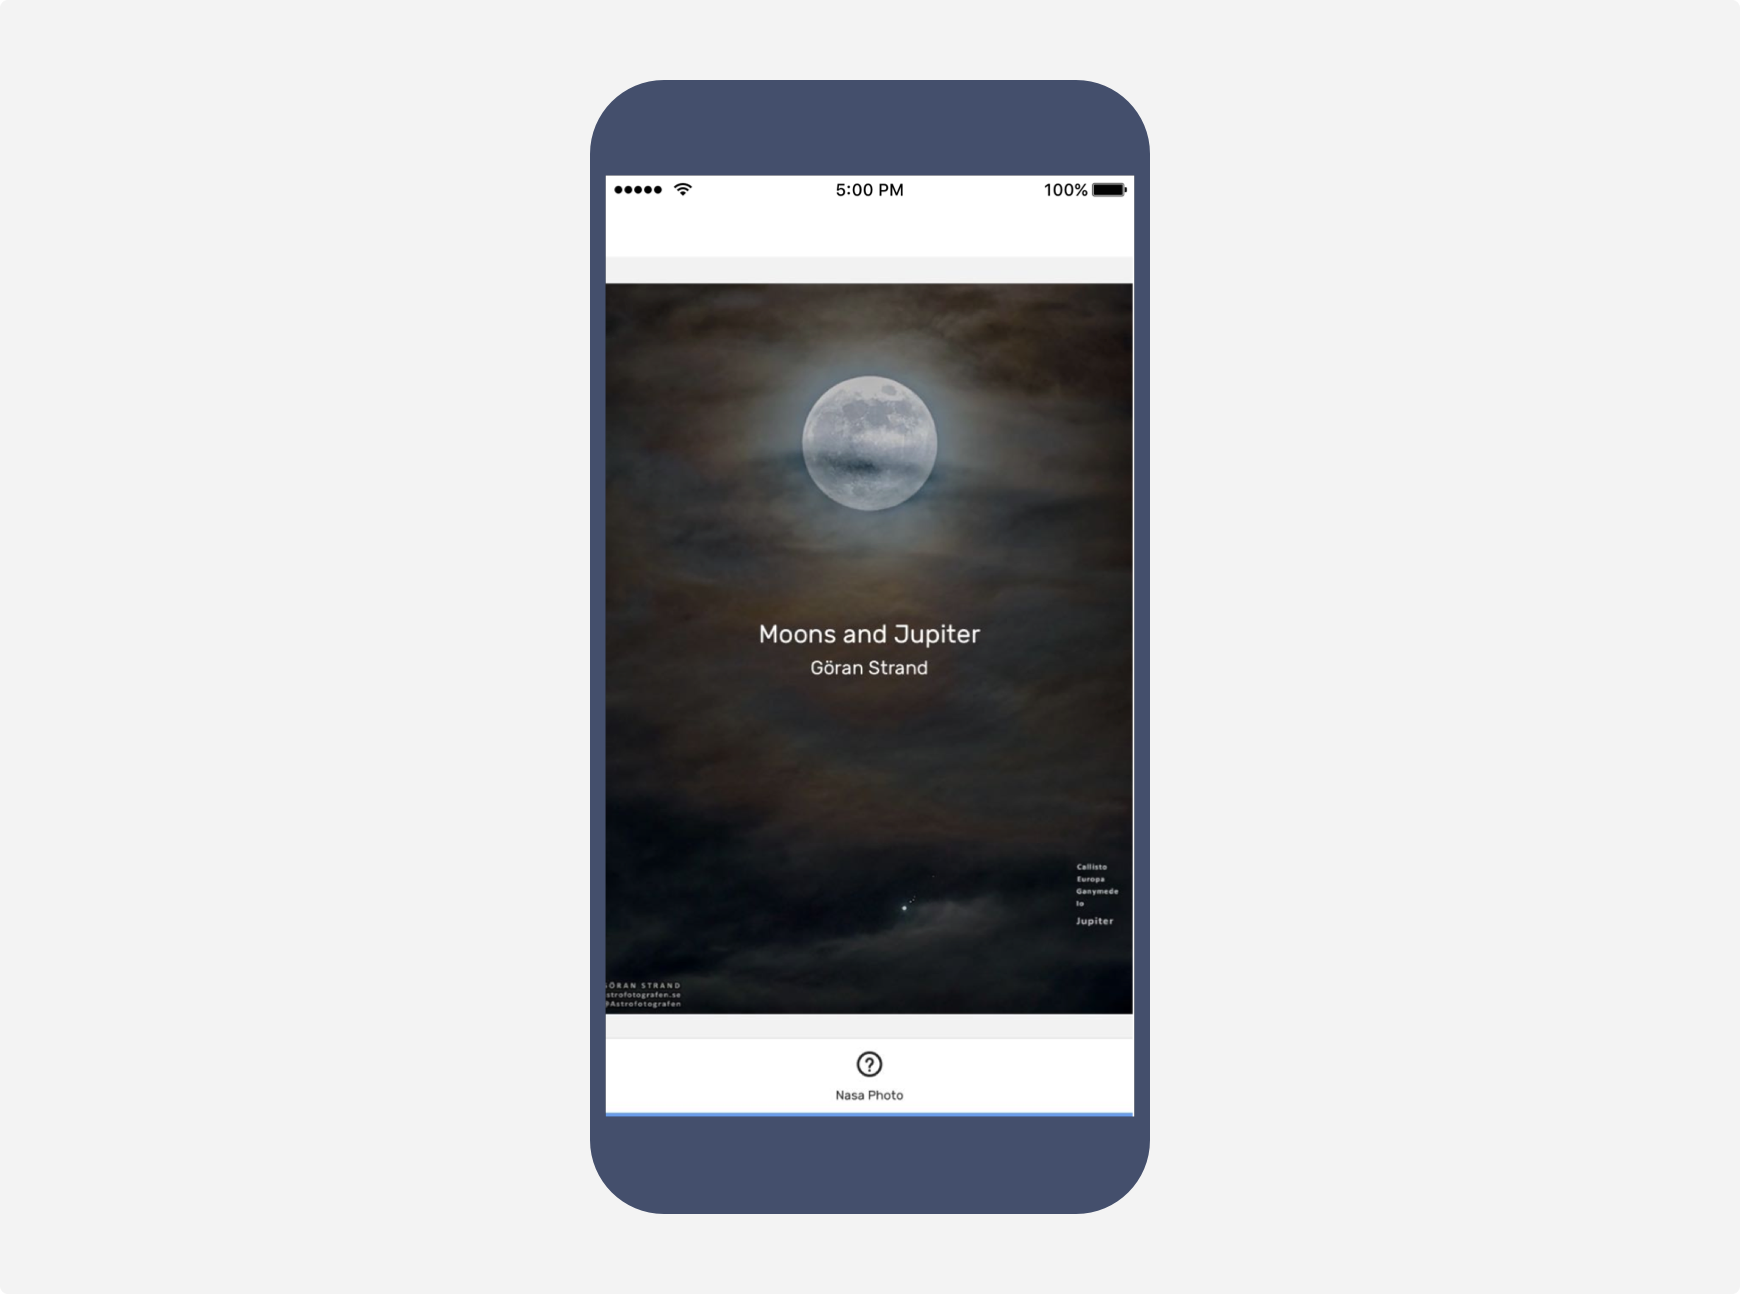 5:00 PM 100%
Moons and Jupiter
Göran Strand
Callisto
Europa
Ganymede
Io
Jupiter
ÖRAN STRAND
strofotografen.se
@Astrofotografen
Nasa Photo